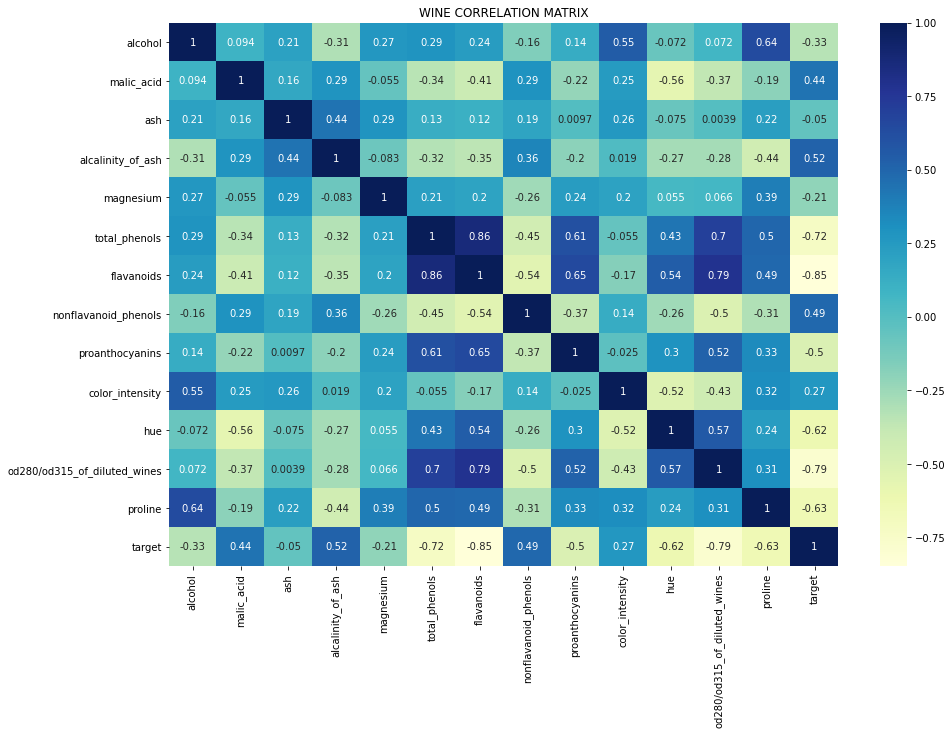 WINE CORRELATION MATRIX
alcohol 1 0.094 0.21 -0.31 0.27 0.29 0.24 -0.16 0.14 0.55 -0.072 0.072 0.64 -0.33
malic_acid 0.094 1 0.16 0.29 -0.055 -0.34 -0.41 0.29 -0.22 0.25 -0.56 -0.37 -0.19 0.44
ash 0.21 0.16 1 0.44 0.29 0.13 0.12 0.19 0.0097 0.26 -0.075 0.0039 0.22 -0.05
alcalinity_of_ash -0.31 0.29 0.44 1 -0.083 -0.32 -0.35 0.36 -0.2 0.019 -0.27 -0.28 -0.44 0.52
magnesium 0.27 -0.055 0.29 -0.083 1 0.21 0.2 -0.26 0.24 0.2 0.055 0.066 0.39 -0.21
total_phenols 0.29 -0.34 0.13 -0.32 0.21 1 0.86 -0.45 0.61 -0.055 0.43 0.7 0.5 -0.72
flavanoids 0.24 -0.41 0.12 -0.35 0.2 0.86 1 -0.54 0.65 -0.17 0.54 0.79 0.49 -0.85
nonflavanoid_phenols -0.16 0.29 0.19 0.36 -0.26 -0.45 -0.54 1 -0.37 0.14 -0.26 -0.5 -0.31 0.49
proanthocyanins 0.14 -0.22 0.0097 -0.2 0.24 0.61 0.65 -0.37 1 -0.025 0.3 0.52 0.33 -0.5
color_intensity 0.55 0.25 0.26 0.019 0.2 -0.055 -0.17 0.14 -0.025 1 -0.52 -0.43 0.32 0.27
hue -0.072 -0.56 -0.075 -0.27 0.055 0.43 0.54 -0.26 0.3 -0.52 1 0.57 0.24 -0.62
od280/od315_of_diluted_wines 0.072 -0.37 0.0039 -0.28 0.066 0.7 0.79 -0.5 0.52 -0.43 0.57 1 0.31 -0.79
proline 0.64 -0.19 0.22 -0.44 0.39 0.5 0.49 -0.31 0.33 0.32 0.24 0.31 1 -0.63
target -0.33 0.44 -0.05 0.52 -0.21 -0.72 -0.85 0.49 -0.5 0.27 -0.62 -0.79 -0.63 1
alcohol
malic_acid
ash
alcalinity_of_ash
magnesium
total_phenols
flavanoids
nonflavanoid_phenols
proanthocyanins
color_intensity
hue
od280/od315_of_diluted_wines
proline
target
1.00
0.75
0.50
0.25
0.00
-0.25
-0.50
-0.75